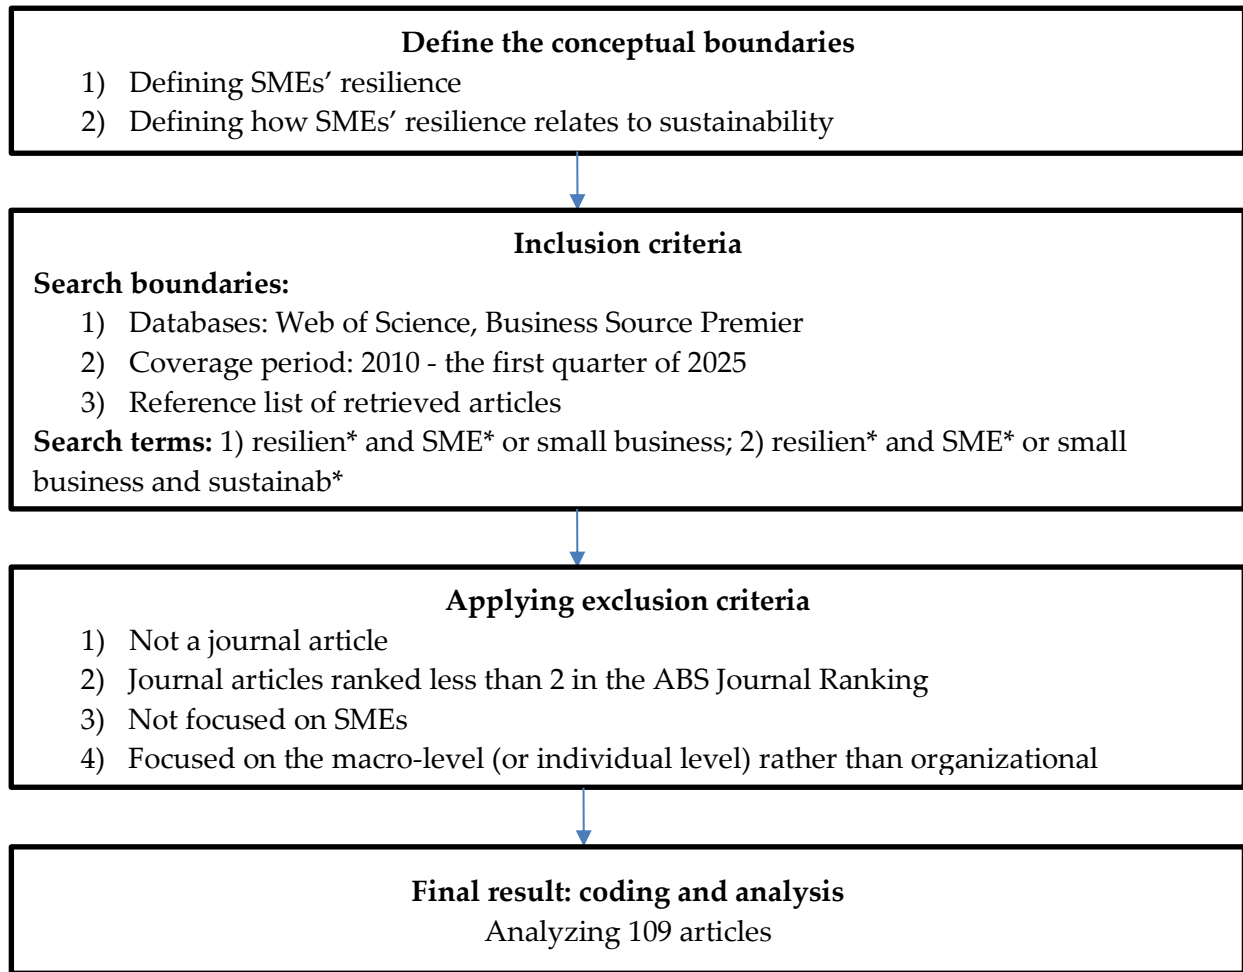 Define the conceptual boundaries
1) Defining SMEs’ resilience
2) Defining how SMEs’ resilience relates to sustainability
Inclusion criteria
Search boundaries:
1) Databases: Web of Science, Business Source Premier
2) Coverage period: 2010 - the first quarter of 2025
3) Reference list of retrieved articles
Search terms: 1) resilien* and SME* or small business; 2) resilien* and SME* or small
business and sustainab*
Applying exclusion criteria
1) Not a journal article
2) Journal articles ranked less than 2 in the ABS Journal Ranking
3) Not focused on SMEs
4) Focused on the macro-level (or individual level) rather than organizational
Final result: coding and analysis
Analyzing 109 articles